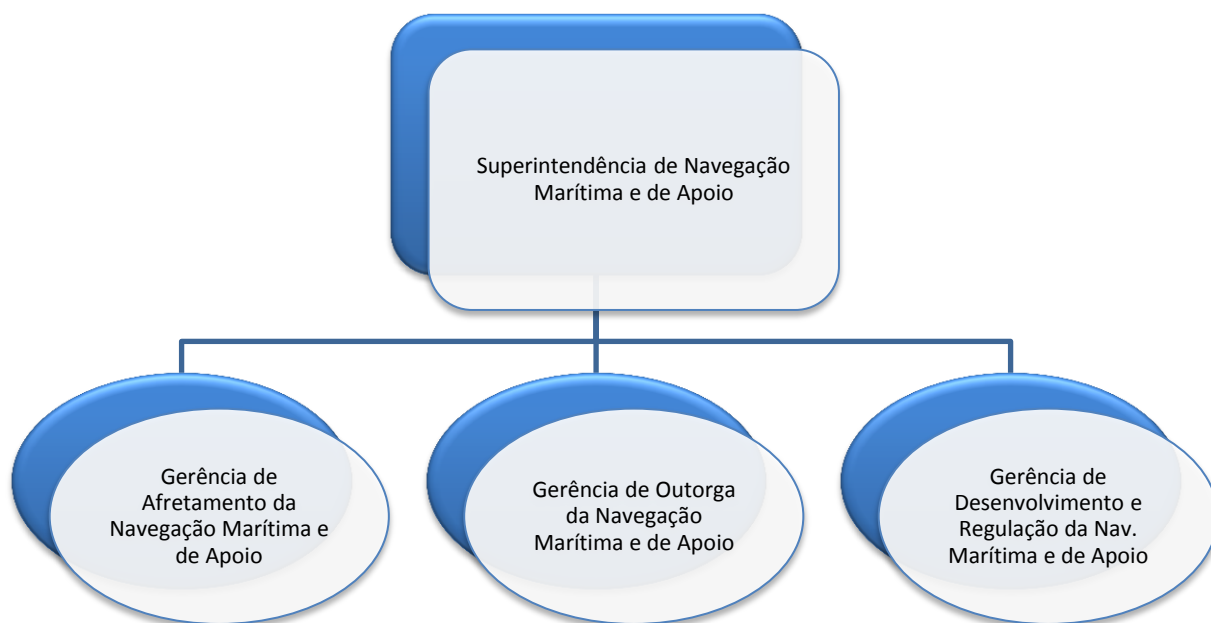 Superintendência de Navegação
Marítima e de Apoio
Gerência de
Afretamento da
Navegação Marítima e
de Apoio
Gerência de Outorga
da Navegação
Marítima e de Apoio
Gerência de
Desenvolvimento e
Regulação da Nav.
Marítima e de Apoio